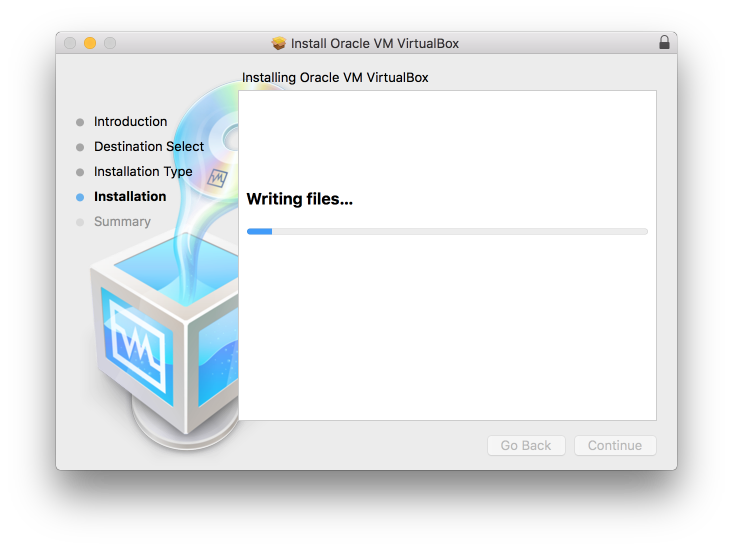 Install Oracle VM VirtualBox
Installing Oracle VM VirtualBox
Introduction
Destination Select
Installation Type
Installation
Summary
Writing files...
Go Back
Continue